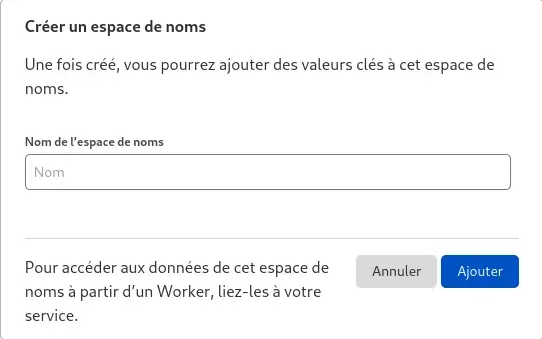 Créer un espace de noms
Une fois créé, vous pourrez ajouter des valeurs clés à cet espace de
noms.
Nom de l’espace de noms
Nom
Pour accéder aux données de cet espace de
noms à partir d’un Worker, liez-les à votre
service.
Annuler
Ajouter